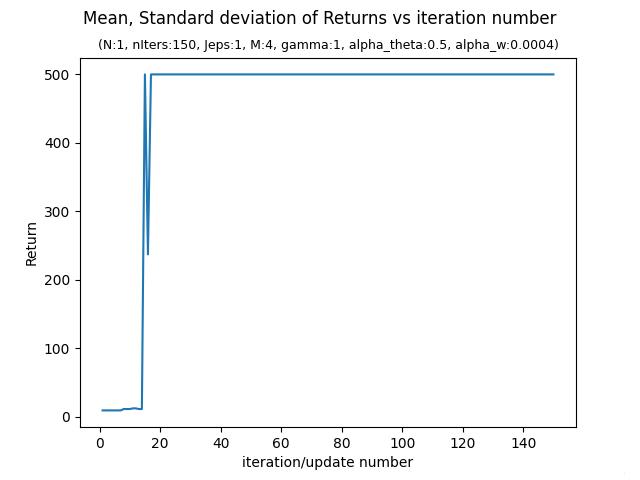 Mean, Standard deviation of Returns vs iteration number
(N:1, nIters:150, Jeps:1, M:4, gamma:1, alpha_theta:0.5, alpha_w:0.0004)
500
400
300
200
100
0
Return
0 20 40 60 80 100 120 140
iteration/update number